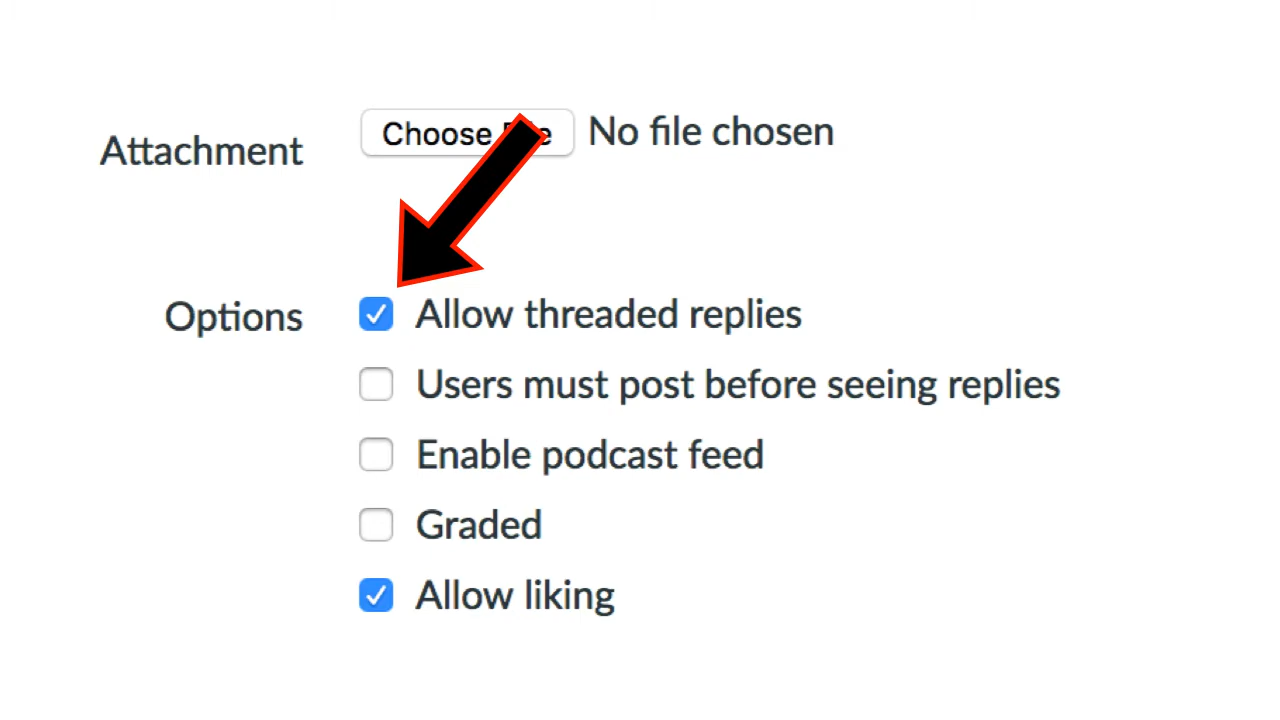 Attachment Choose File No file chosen
Options Allow threaded replies
Users must post before seeing replies
Enable podcast feed
Graded
Allow liking